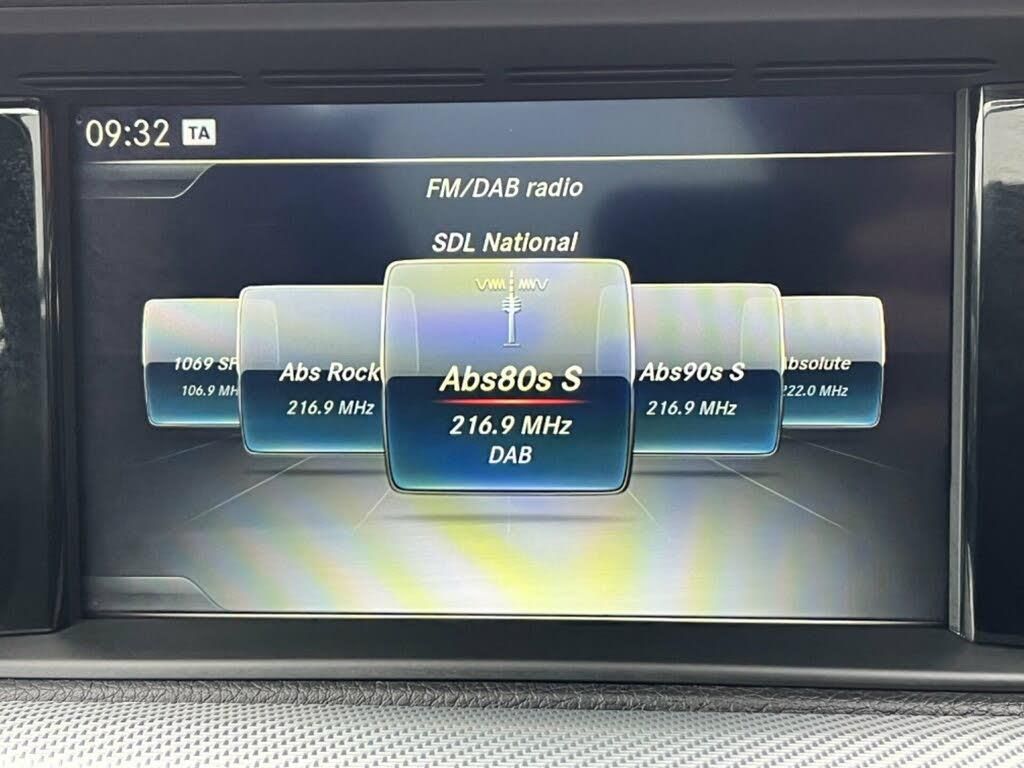 09:32 TA
FM/DAB radio
SDL National
1069 SF
106.9 MH
Abs Rock
216.9 MHz
Abs80s S
216.9 MHz
DAB
Abs90s S
216.9 MHz
Absolute
222.0 MHz